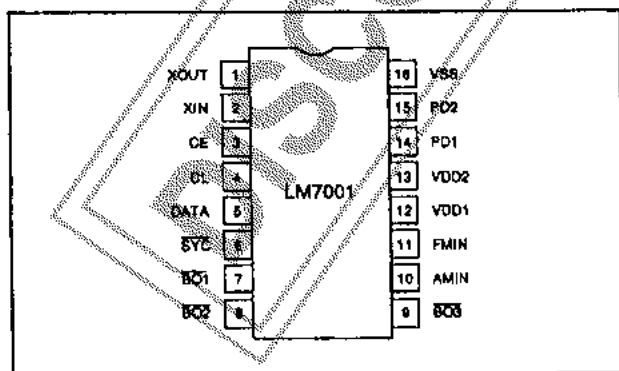 XOUT 1 16 VSS
XIN 2 15 PD2
CE 3 14 PD1
CL 4 13 VDD2
LM7001
DATA 5 12 VDD1
SYC 6 11 FMIN
BO1 7 10 AMIN
BO2 8 9 BO3